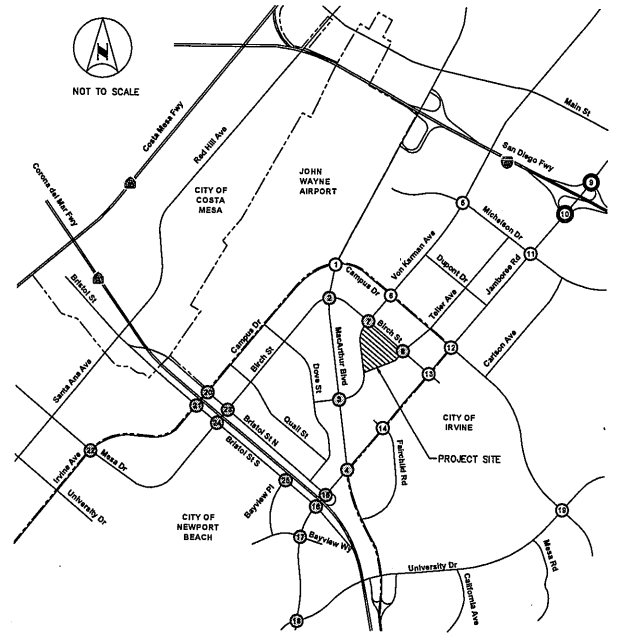 N
NOT TO SCALE
Costa Mesa Fwy
Red Hill Ave
Main St
San Diego Fwy
JOHN
WAYNE
AIRPORT
CITY OF
COSTA
MESA
Corona del Mar Fwy
9
10
5
Michelson Dr
Von Karman Ave
Dupont Dr
Jamboree Rd
11
Teller Ave
Carlson Ave
1
Campus Dr
6
2
7
Birch St
8
12
13
Bristol St
Campus Dr
Birch St
MacArthur Blvd
Dove St
3
Santa Ana Ave
20
21
23
24
Bristol St N
Quail St
14
CITY OF
IRVINE
PROJECT SITE
Fairchild Rd
22
Mesa Dr
Irvine Ave
University Dr
Bristol St S
4
25
15
16
Bayview Pl
CITY OF
NEWPORT
BEACH
17
Bayview Wy
19
Mesa Rd
University Dr
California Ave
18